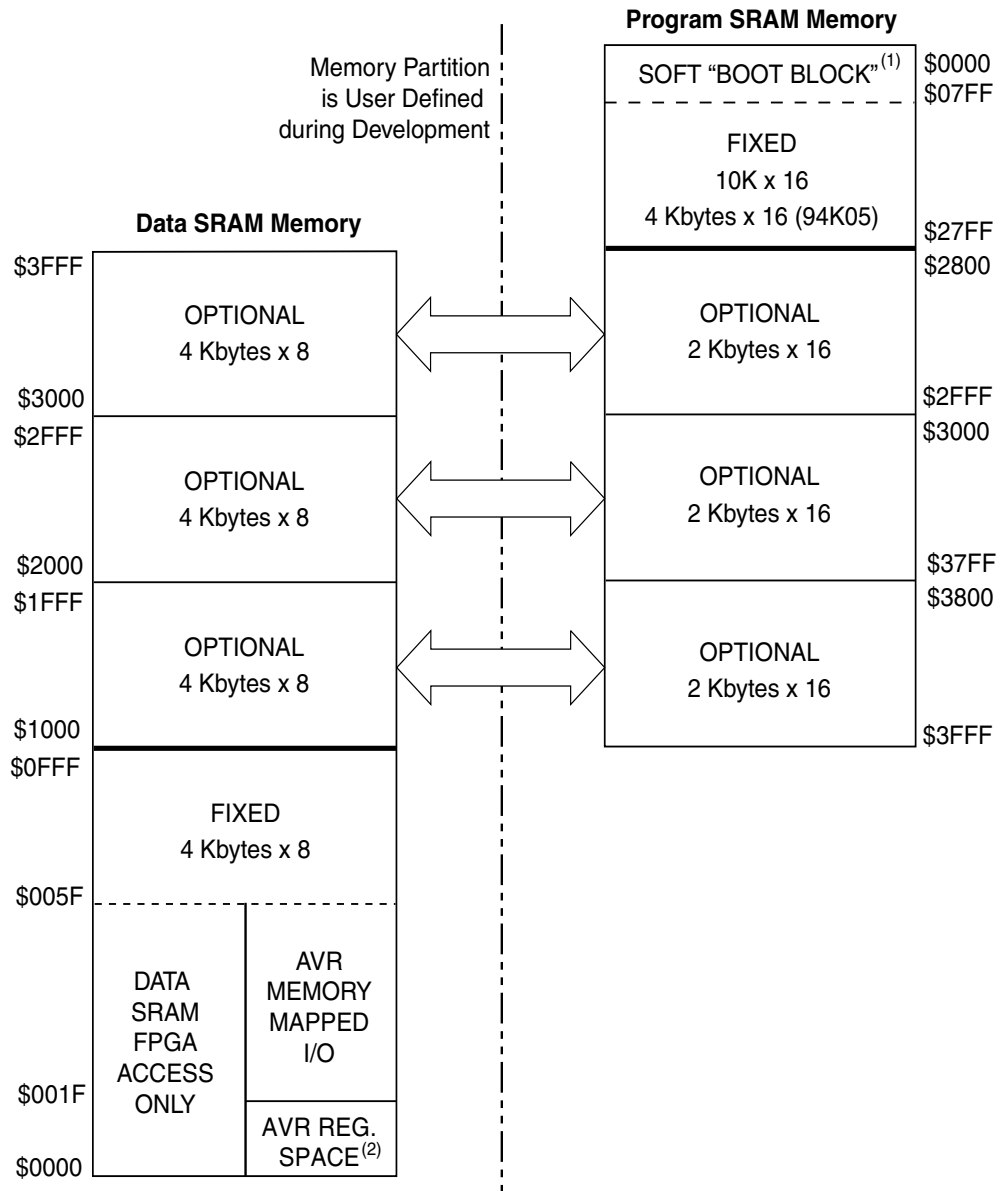 Program SRAM Memory
Memory Partition
is User Defined
during Development
SOFT “BOOT BLOCK”(1)
$0000
$07FF
FIXED
10K x 16
4 Kbytes x 16 (94K05)
$27FF
$2800
OPTIONAL
2 Kbytes x 16
$2FFF
$3000
OPTIONAL
2 Kbytes x 16
$37FF
$3800
OPTIONAL
2 Kbytes x 16
$3FFF
Data SRAM Memory
$3FFF
OPTIONAL
4 Kbytes x 8
$3000
$2FFF
OPTIONAL
4 Kbytes x 8
$2000
$1FFF
OPTIONAL
4 Kbytes x 8
$1000
$0FFF
FIXED
4 Kbytes x 8
$005F
DATA
SRAM
FPGA
ACCESS
ONLY
AVR
MEMORY
MAPPED
I/O
$001F
AVR REG.
SPACE(2)
$0000